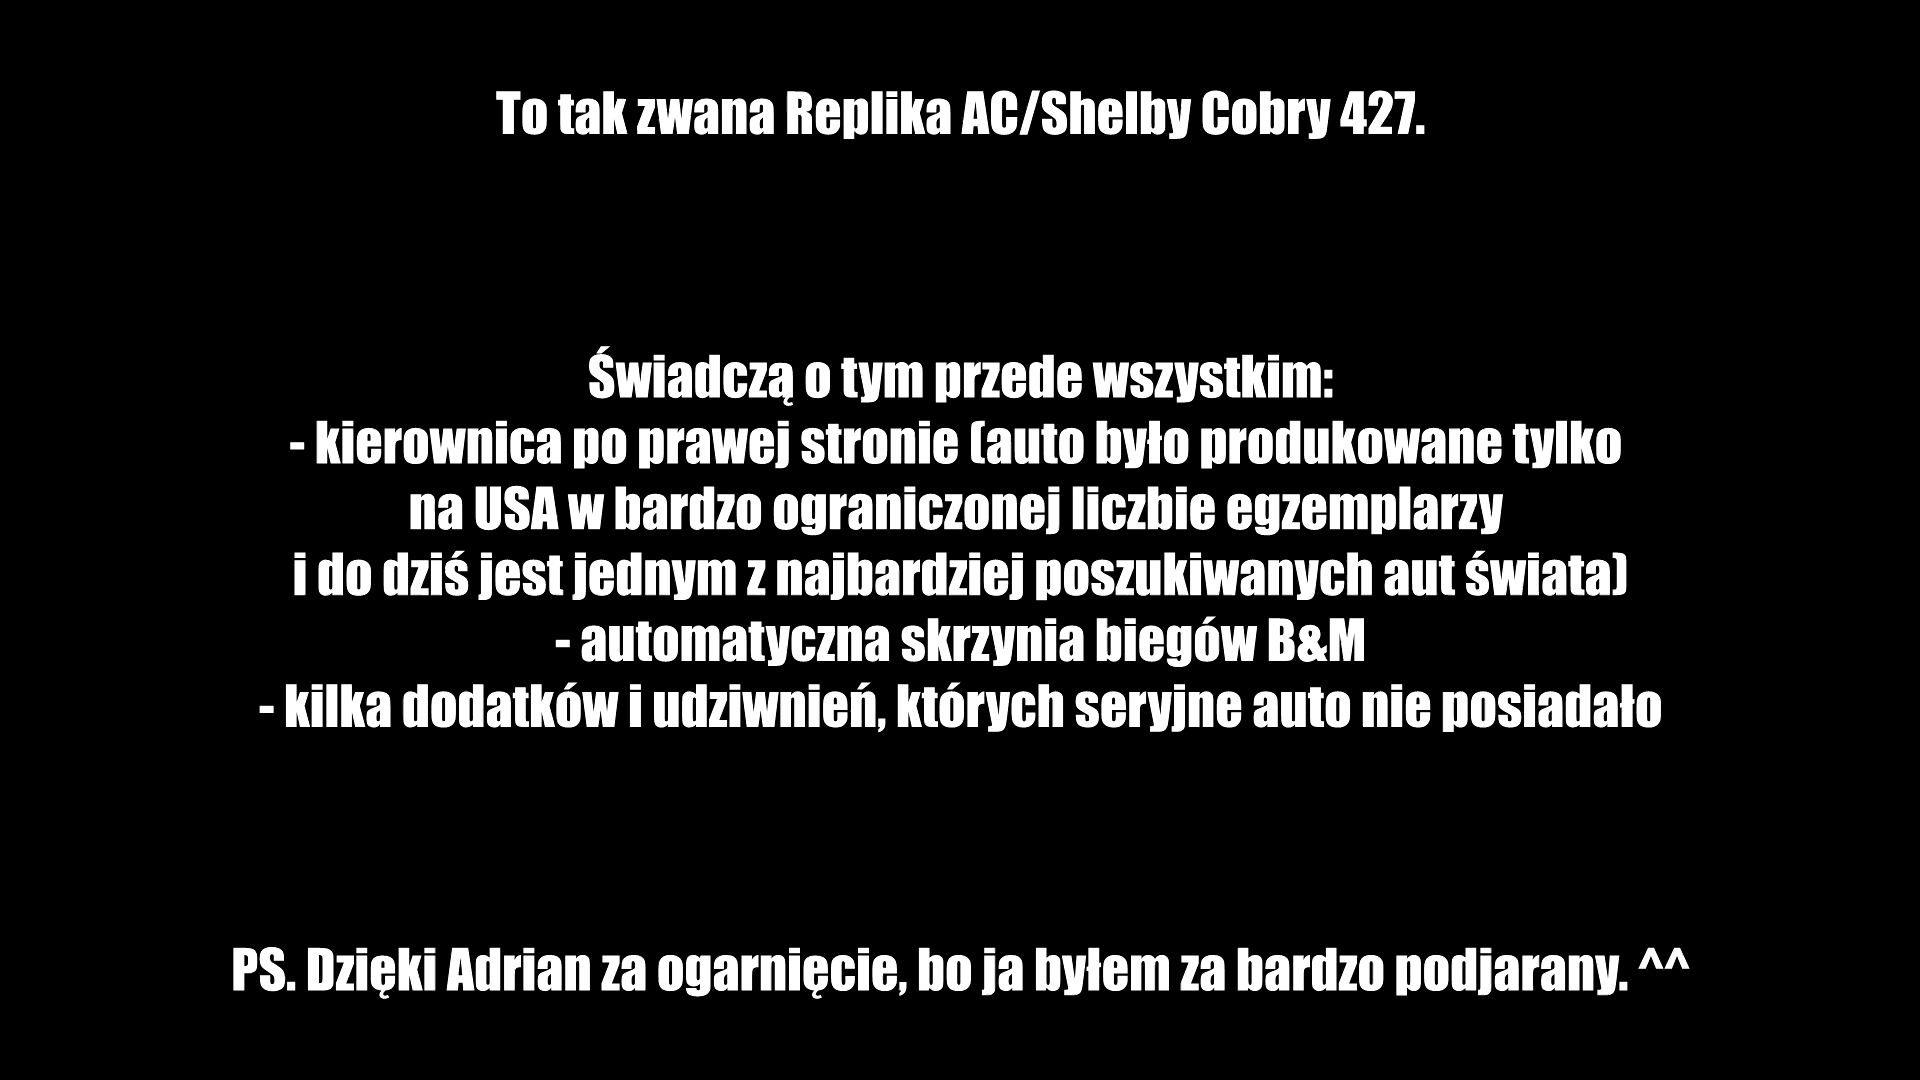 To tak zwana Replika AC/Shelby Cobry 427.
Świadczą o tym przede wszystkim:
- kierownica po prawej stronie (auto było produkowane tylko
na USA w bardzo ograniczonej liczbie egzemplarzy
i do dziś jest jednym z najbardziej poszukiwanych aut świata)
- automatyczna skrzynia biegów B&M
- kilka dodatków i udziwnień, których seryjne auto nie posiadało
PS. Dzięki Adrian za ogarnięcie, bo ja byłem za bardzo podjarany. ^^